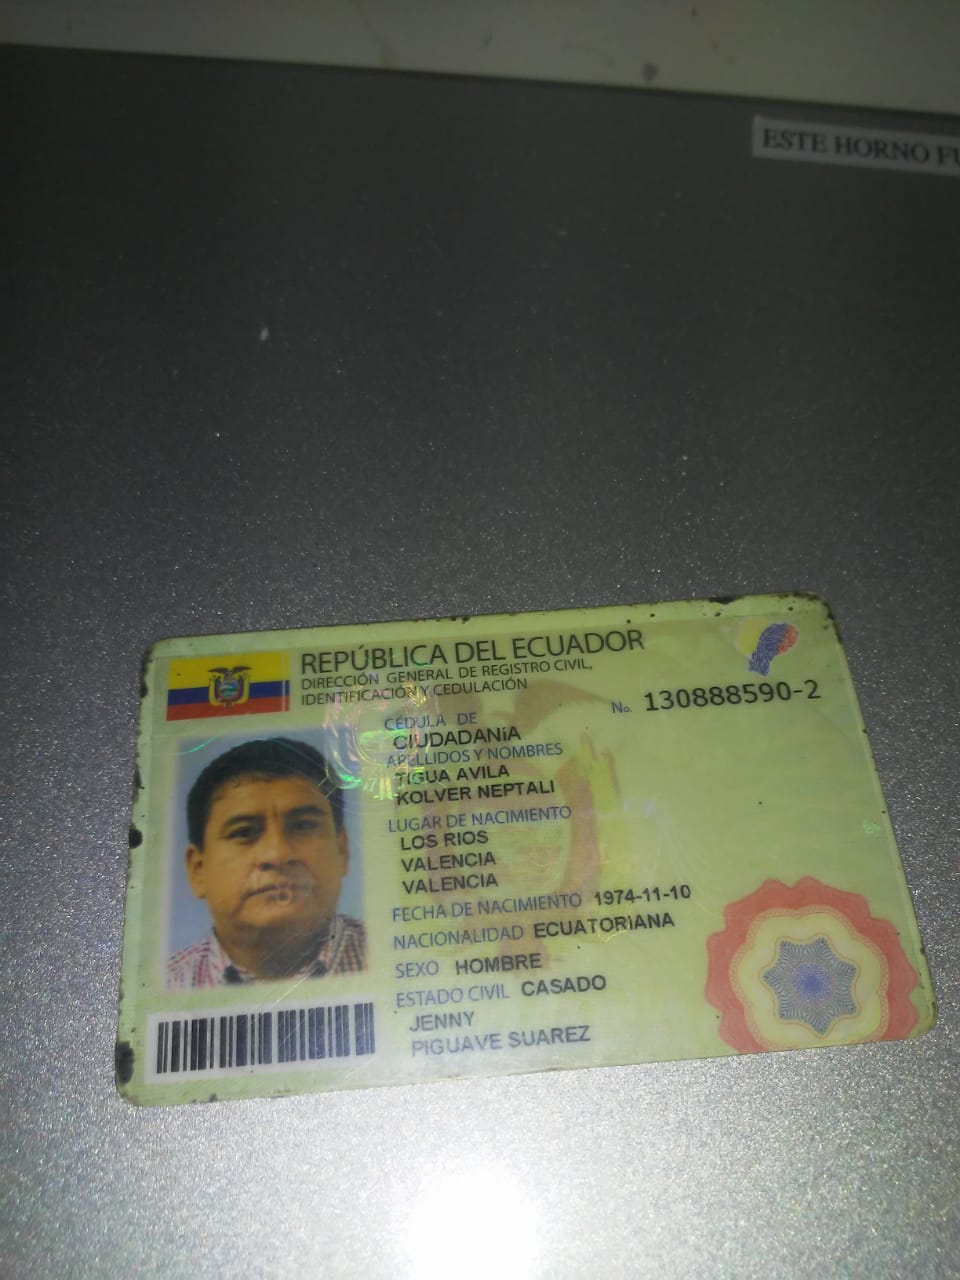 ESTE HORNO
REPÚBLICA DEL ECUADOR
DIRECCIÓN GENERAL DE REGISTRO CIVIL,
IDENTIFICACIÓN Y CEDULACIÓN
No. 130888590-2
CÉDULA DE
CIUDADANíA
APELLIDOS Y NOMBRES
TIGUA AVILA
KOLVER NEPTALI
LUGAR DE NACIMIENTO
LOS RIOS
VALENCIA
VALENCIA
FECHA DE NACIMIENTO 1974-11-10
NACIONALIDAD ECUATORIANA
SEXO HOMBRE
ESTADO CIVIL CASADO
JENNY
PIGUAVE SUAREZ